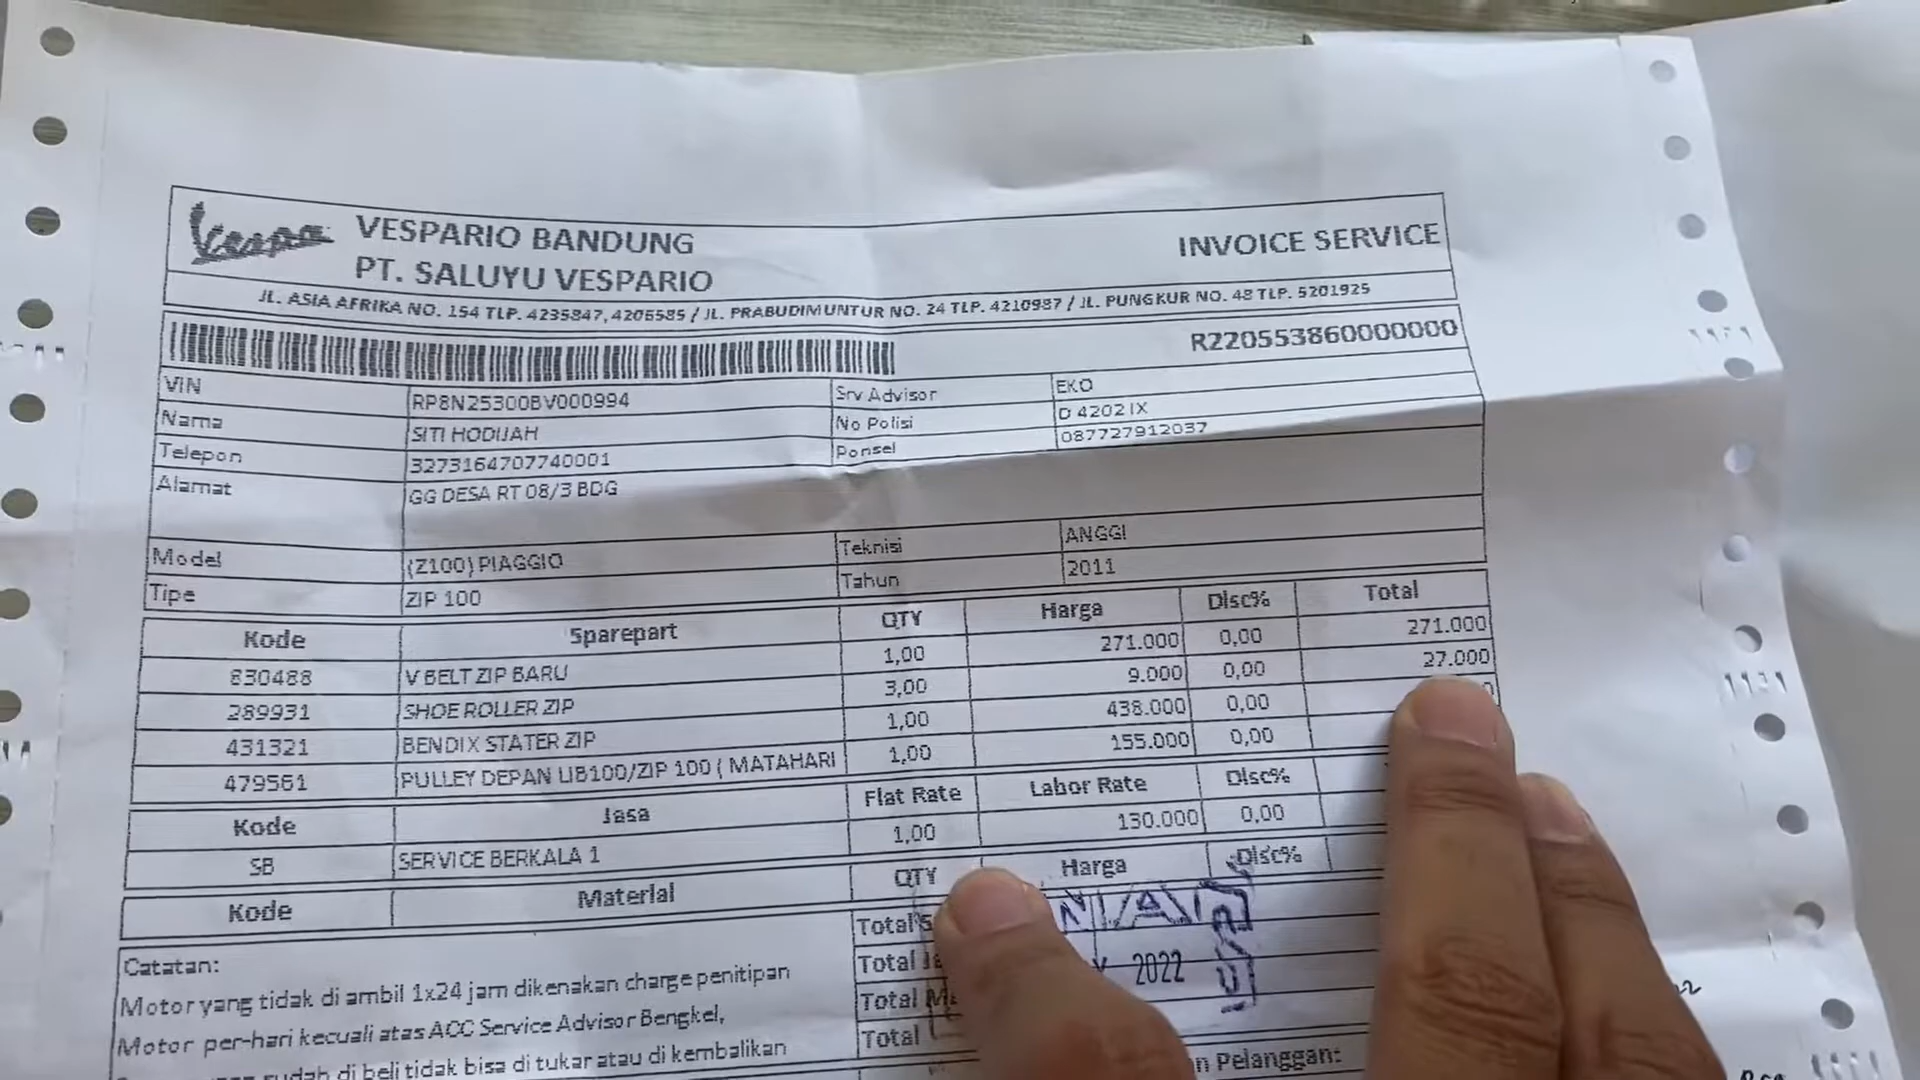 Vespa VESPARIO BANDUNG
PT. SALUYU VESPARIO
INVOICE SERVICE
JL. ASIA AFRIKA NO. 154 TLP. 4235847, 4206585 / JL. PRABUDIMUNTUR NO. 24 TLP. 4210987 / JL. PUNGKUR NO. 48 TLP. 5201925
R220553860000000
VIN RP8N25300BV000994 Srv Advisor EKO
Nama SITI HODIJAH No Polisi D 4202 IX
Telepon 3273164707740001 Ponsel 087727912037
Alamat GG DESA RT 08/3 BDG
Model (Z100) PIAGGIO Teknisi ANGGI
Tipe ZIP 100 Tahun 2011
Kode Sparepart QTY Harga Disc% Total
830488 V BELT ZIP BARU 1,00 271.000 0,00 271.000
289931 SHOE ROLLER ZIP 3,00 9.000 0,00 27.000
431321 BENDIX STATER ZIP 1,00 438.000 0,00
479561 PULLEY DEPAN LIB100/ZIP 100 ( MATAHARI 1,00 155.000 0,00
Kode Jasa Flat Rate Labor Rate Disc%
SB SERVICE BERKALA 1 1,00 130.000 0,00
Kode Material QTY Harga Disc%
Total
Total
Total
Total
2022
Catatan:
Motor yang tidak di ambil 1x24 jam dikenakan charge penitipan
Motor per-hari kecuali atas ACC Service Advisor Bengkel,
sudah di beli tidak bisa di tukar atau di kembalikan
Pelanggan: